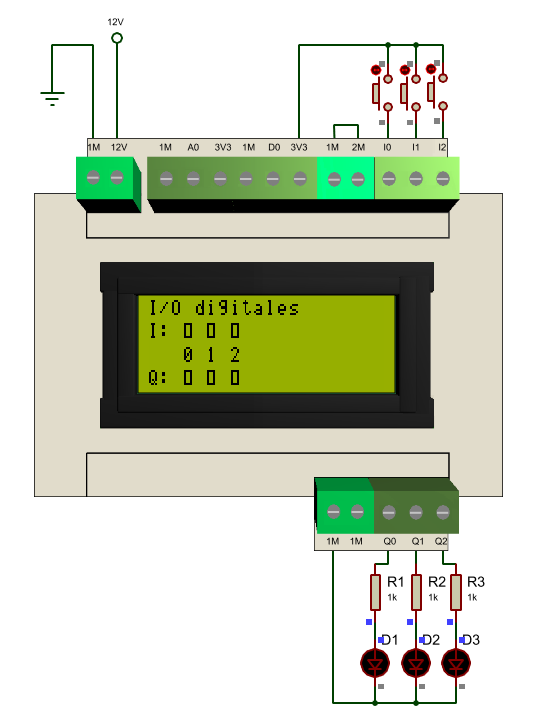 12V
1M 12V 1M A0 3V3 1M D0 3V3 1M 2M I0 I1 I2
I/O digitales
I: 0 0 0
0 1 2
Q: 0 0 0
1M 1M Q0 Q1 Q2
R1 R2 R3
1k 1k 1k
D1 D2 D3